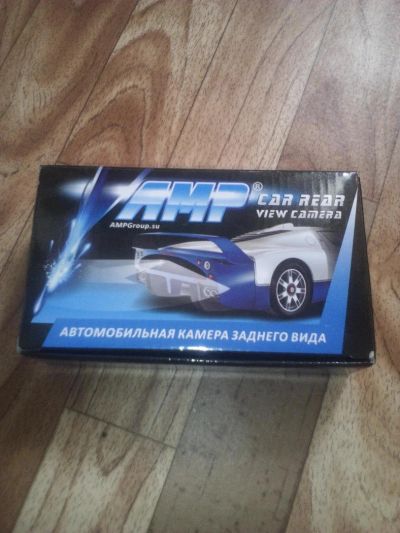 AMP®
CAR REAR
VIEW CAMERA
AMPGroup.su
АВТОМОБИЛЬНАЯ КАМЕРА ЗАДНЕГО ВИДА